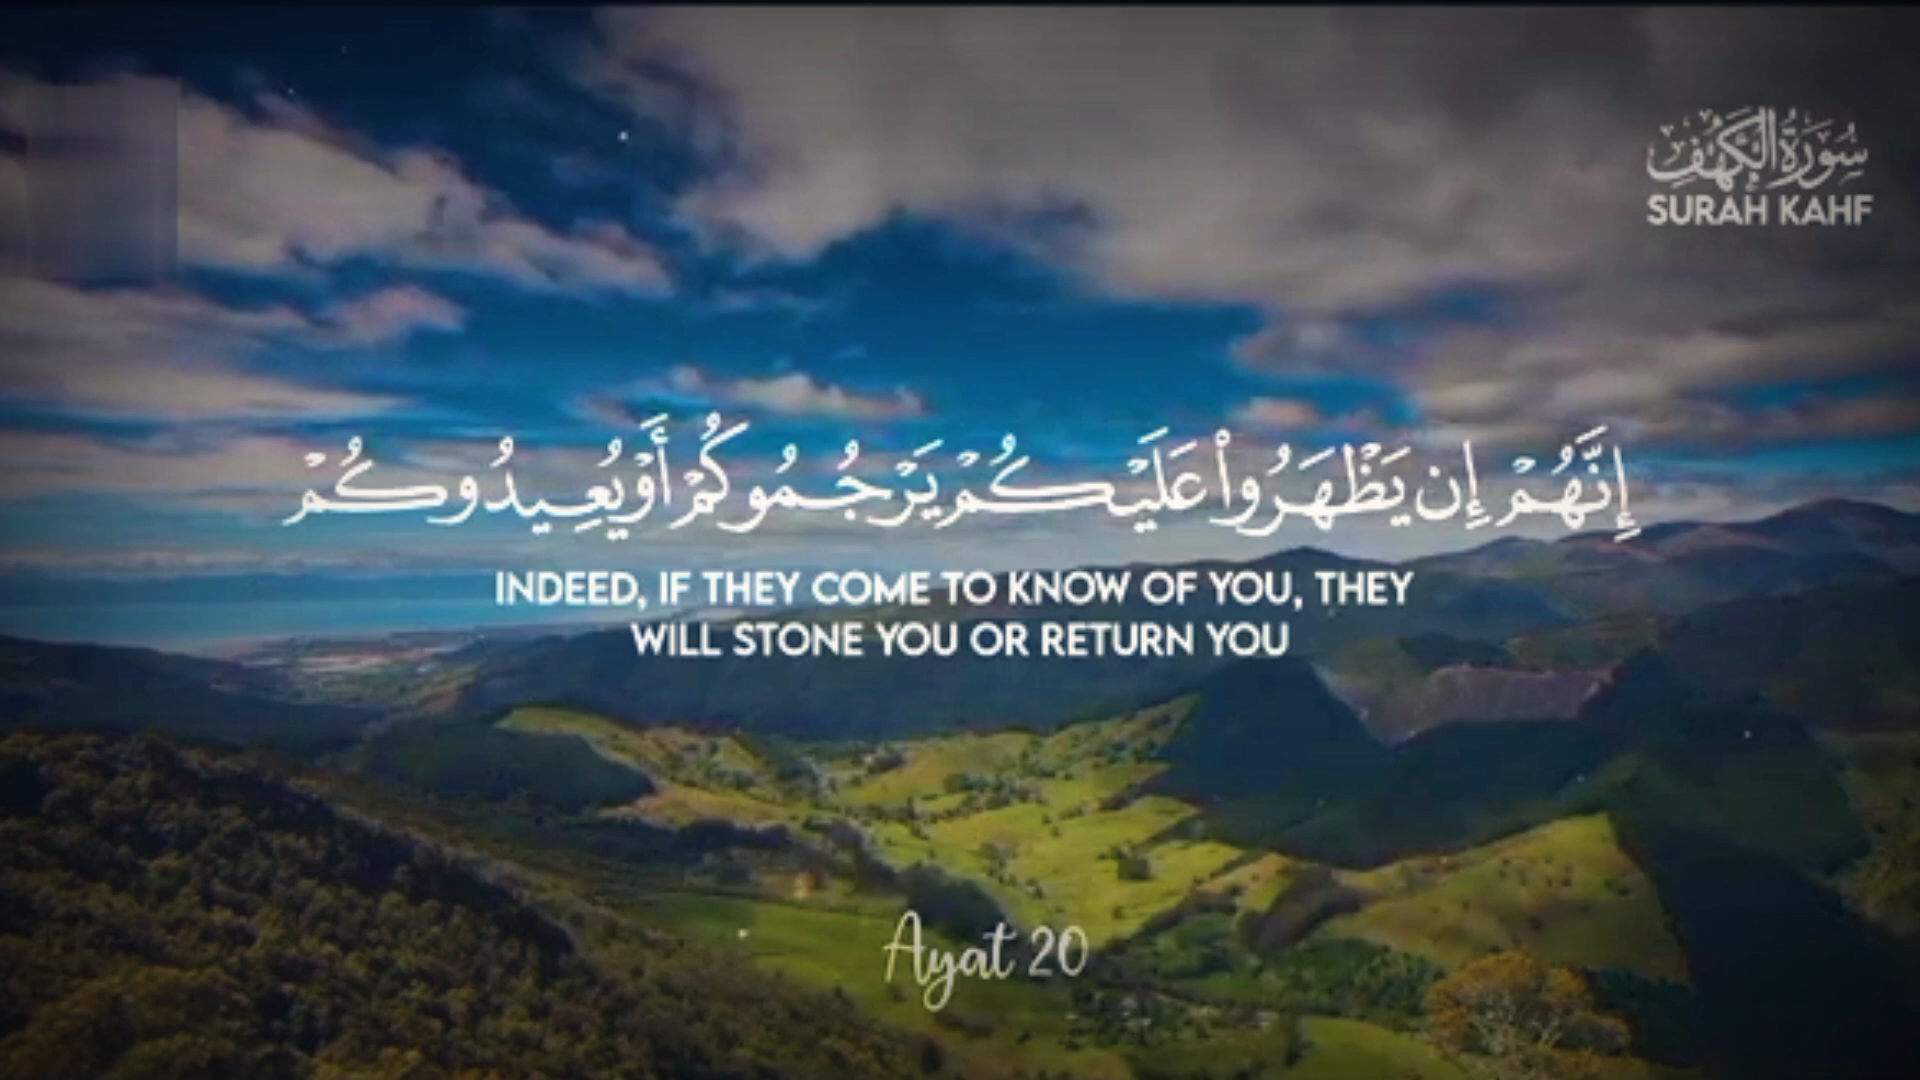 سُورَةُ الْكَهْفِ
SURAH KAHF
إِنَّهُمْ إِن يَظْهَرُوا۟ عَلَيْكُمْ يَرْجُمُوكُمْ أَوْ يُعِيدُوكُمْ
INDEED, IF THEY COME TO KNOW OF YOU, THEY
WILL STONE YOU OR RETURN YOU
Ayat 20